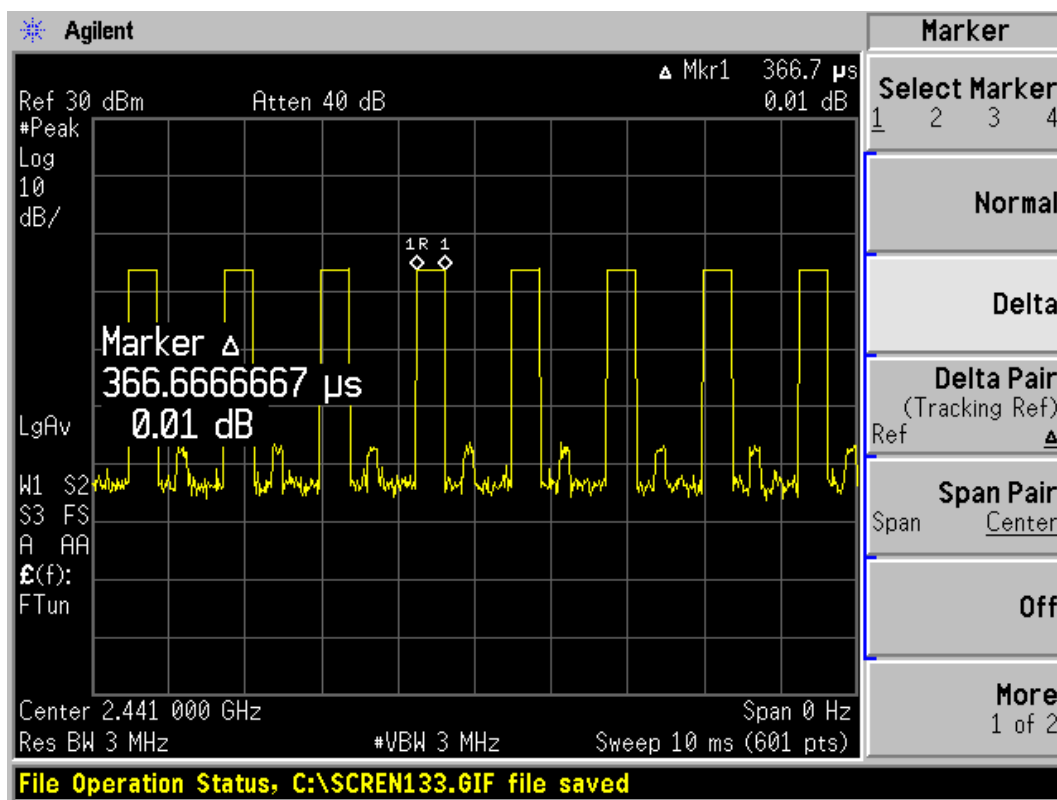 Agilent
Marker
Δ Mkr1 366.7 µs
Ref 30 dBm Atten 40 dB 0.01 dB
#Peak
Log
10
dB/
1R 1
Marker Δ
366.6666667 µs
0.01 dB
LgAv
W1 S2
S3 FS
A AA
£(f):
FTun
Center 2.441 000 GHz Span 0 Hz
Res BW 3 MHz #VBW 3 MHz Sweep 10 ms (601 pts)
File Operation Status, C:\SCREN133.GIF file saved
Select Marker
1 2 3 4
Normal
Delta
Delta Pair
(Tracking Ref)
Ref Δ
Span Pair
Span Center
Off
More
1 of 2